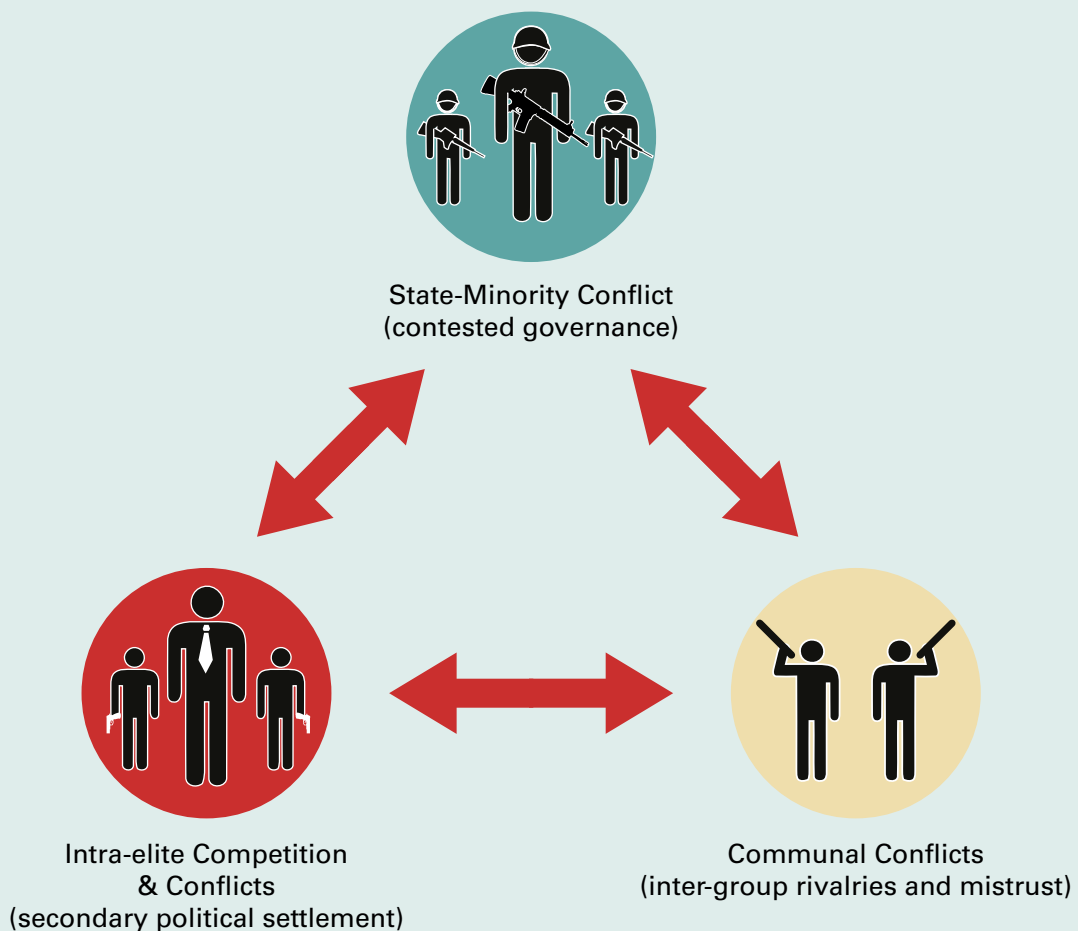 State-Minority Conflict
(contested governance)
Intra-elite Competition
& Conflicts
(secondary political settlement)
Communal Conflicts
(inter-group rivalries and mistrust)